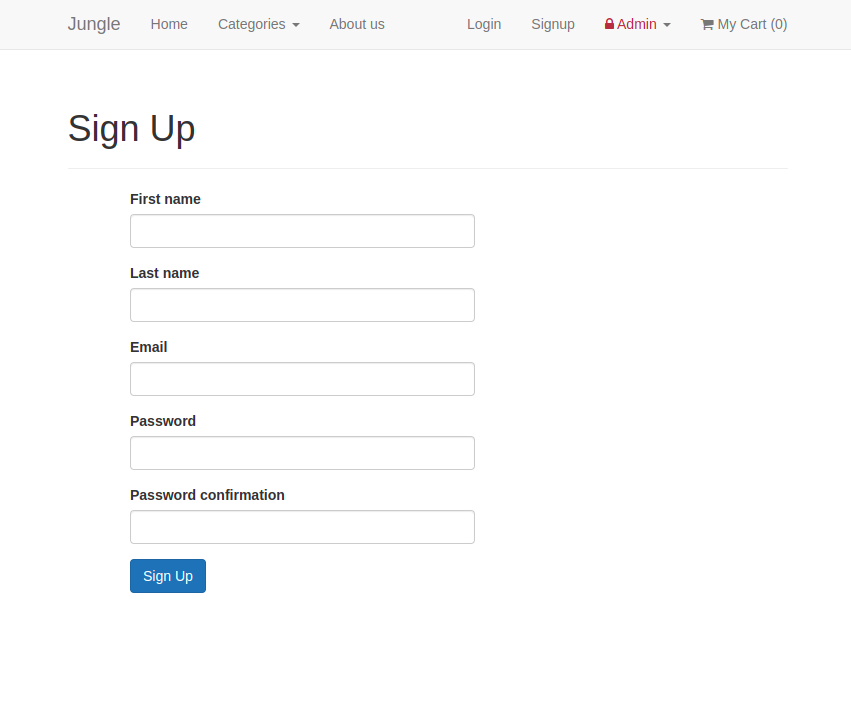 Jungle Home Categories About us Login Signup Admin My Cart (0)
Sign Up
First name
Last name
Email
Password
Password confirmation
Sign Up